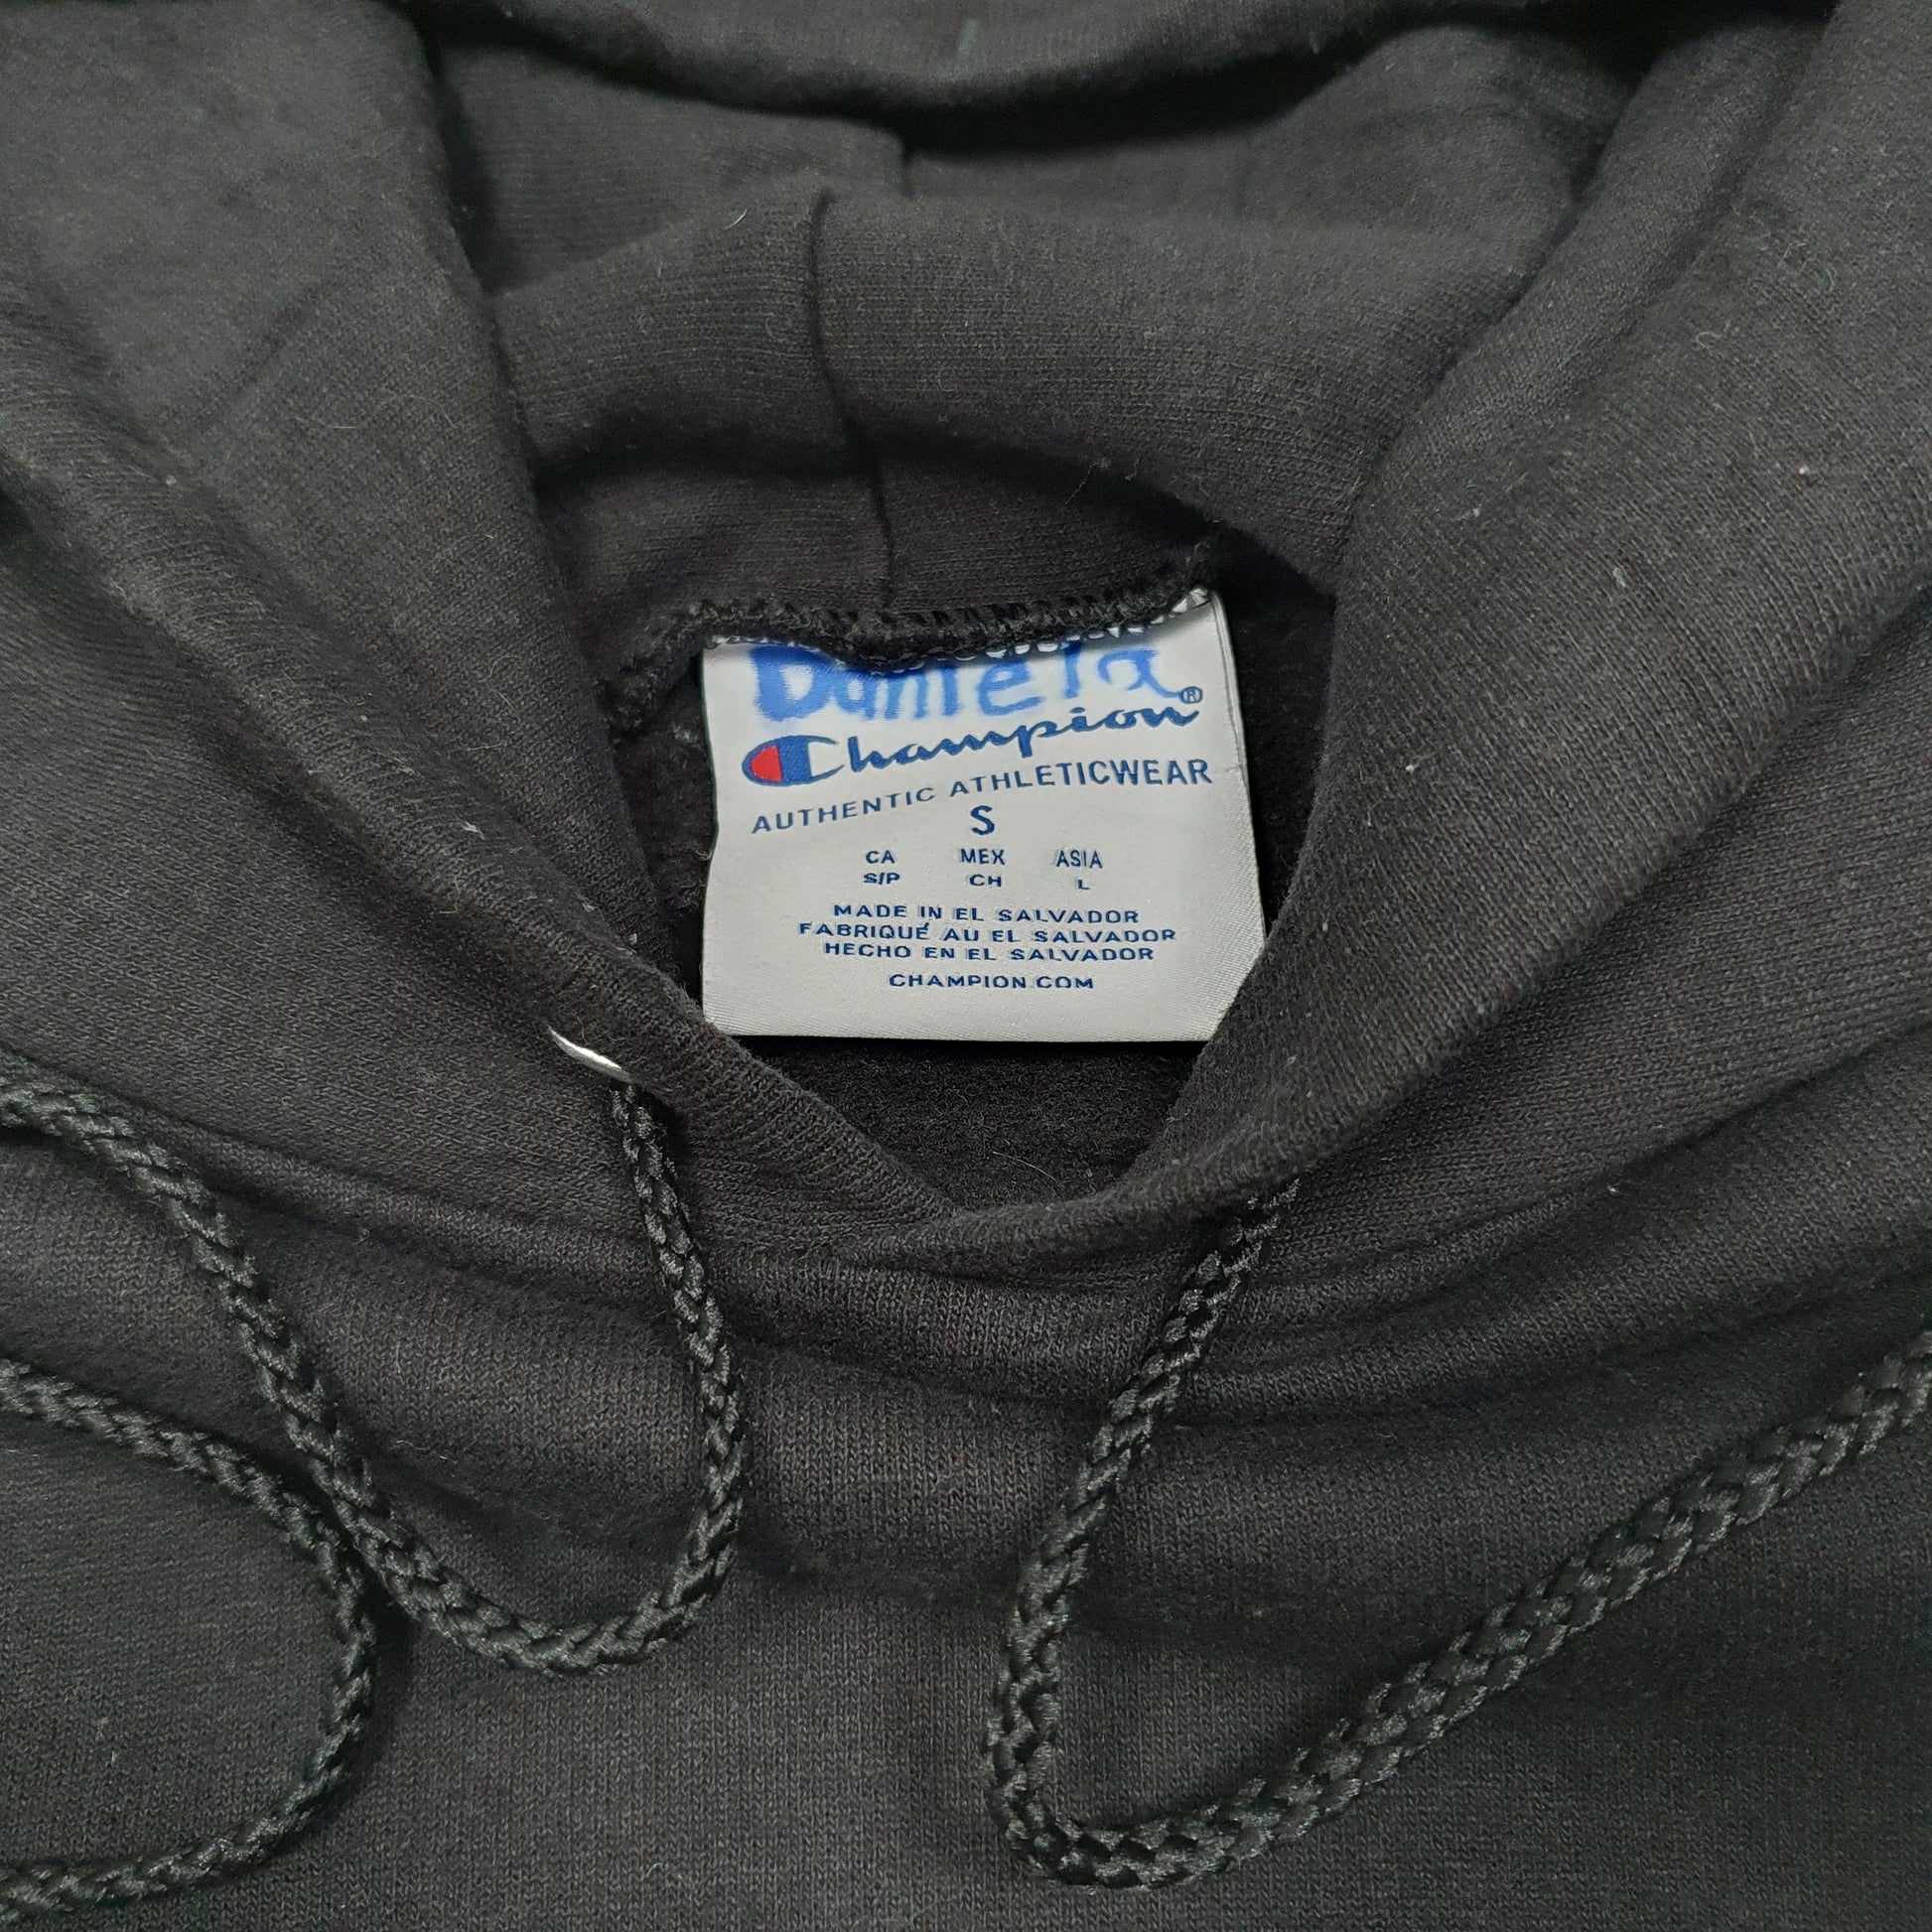 Daniela
Champion®
AUTHENTIC ATHLETICWEAR
S
CA MEX ASIA
S/P CH L
MADE IN EL SALVADOR
FABRIQUÉ AU EL SALVADOR
HECHO EN EL SALVADOR
CHAMPION.COM